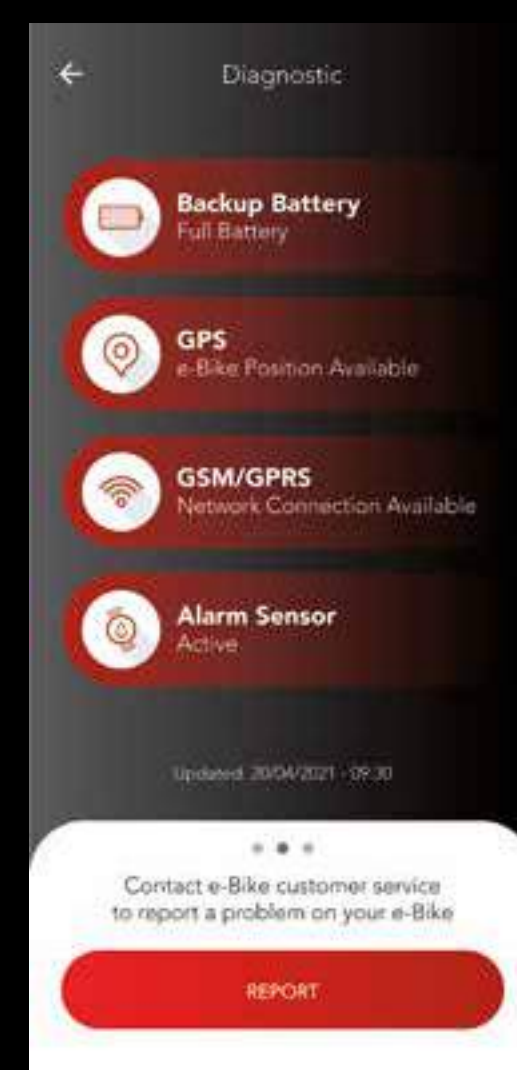 Diagnostic
Backup Battery
Full Battery
GPS
e-Bike Position Available
GSM/GPRS
Network Connection Available
Alarm Sensor
Active
Updated: 20/04/2021 - 09:30
Contact e-Bike customer service
to report a problem on your e-Bike
REPORT